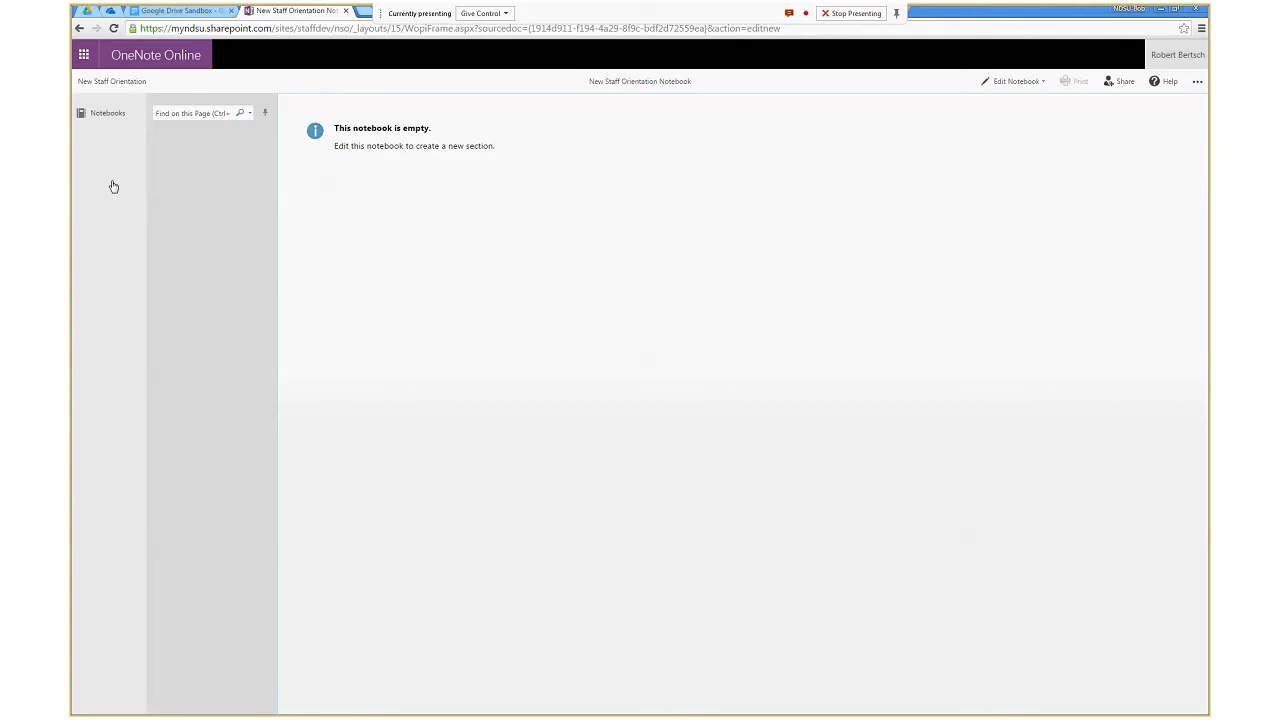 Google Drive Sandbox - G
New Staff Orientation Not
Currently presenting
Give Control
Stop Presenting
NDSU-Bob
https://myndsu.sharepoint.com/sites/staffdev/nso/_layouts/15/WopiFrame.aspx?sourcedoc={1914d911-f194-4a29-8f9c-bdf2d72559ea}&action=editnew
OneNote Online
Robert Bertsch
New Staff Orientation
New Staff Orientation Notebook
Edit Notebook
Print
Share
Help
Notebooks
Find on this Page (Ctrl+
This notebook is empty.
Edit this notebook to create a new section.